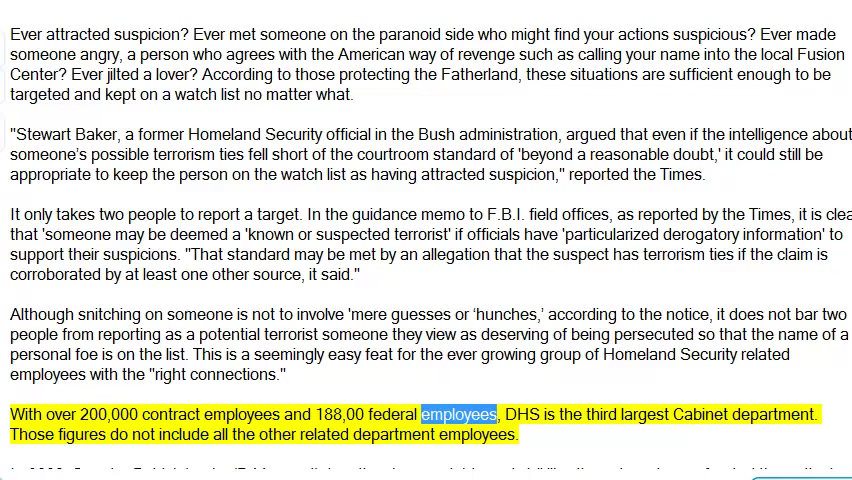 Ever attracted suspicion? Ever met someone on the paranoid side who might find your actions suspicious? Ever made
someone angry, a person who agrees with the American way of revenge such as calling your name into the local Fusion
Center? Ever jilted a lover? According to those protecting the Fatherland, these situations are sufficient enough to be
targeted and kept on a watch list no matter what.
"Stewart Baker, a former Homeland Security official in the Bush administration, argued that even if the intelligence about
someone's possible terrorism ties fell short of the courtroom standard of 'beyond a reasonable doubt,' it could still be
appropriate to keep the person on the watch list as having attracted suspicion," reported the Times.
It only takes two people to report a target. In the guidance memo to F.B.I. field offices, as reported by the Times, it is clea
that 'someone may be deemed a 'known or suspected terrorist' if officials have 'particularized derogatory information' to
support their suspicions. "That standard may be met by an allegation that the suspect has terrorism ties if the claim is
corroborated by at least one other source, it said."
Although snitching on someone is not to involve 'mere guesses or ‘hunches,’ according to the notice, it does not bar two
people from reporting as a potential terrorist someone they view as deserving of being persecuted so that the name of a
personal foe is on the list. This is a seemingly easy feat for the ever growing group of Homeland Security related
employees with the "right connections."
With over 200,000 contract employees and 188,00 federal employees, DHS is the third largest Cabinet department.
Those figures do not include all the other related department employees.